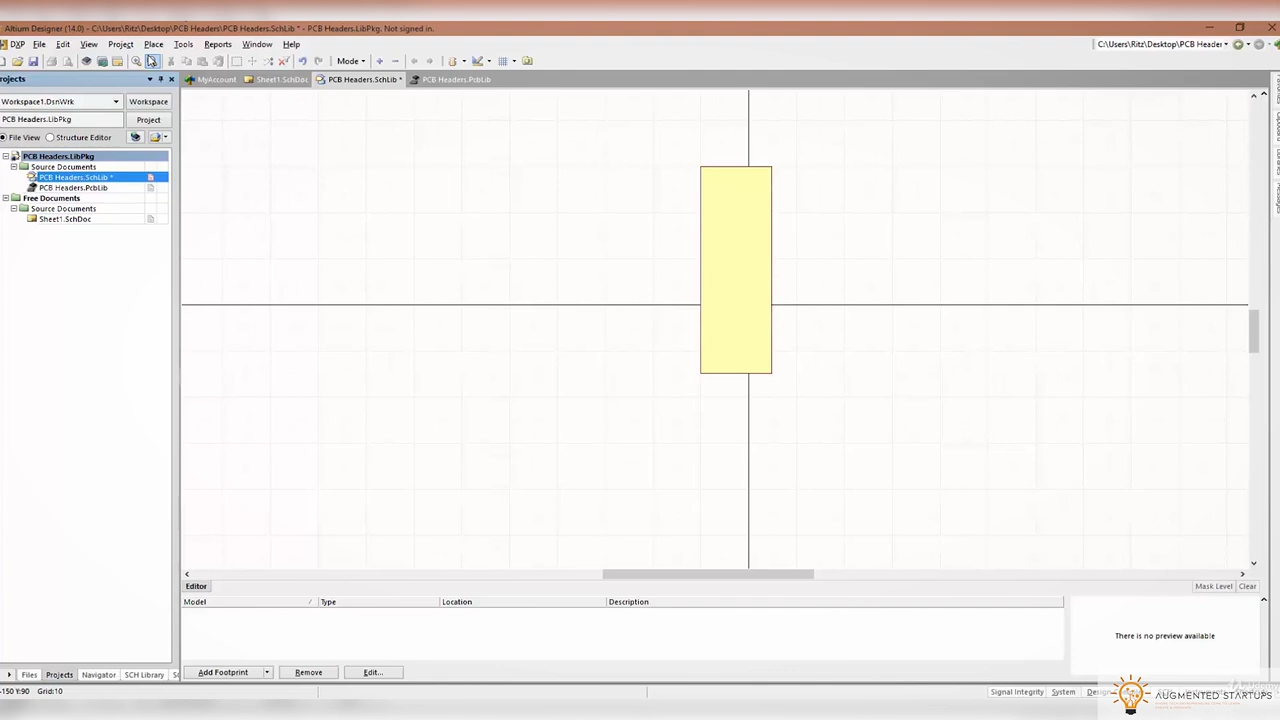 Altium Designer (14.0) - C:\Users\Ritz\Desktop\PCB Headers\PCB Headers.SchLib * - PCB Headers.LibPkg. Not signed in.
DXP File Edit View Project Place Tools Reports Window Help
C:\Users\Ritz\Desktop\PCB Header
Mode
rojects
MyAccount Sheet1.SchDoc PCB Headers.SchLib * PCB Headers.PcbLib
Workspace1.DsnWrk Workspace
PCB Headers.LibPkg Project
File View Structure Editor
PCB Headers.LibPkg
Source Documents
PCB Headers.SchLib *
PCB Headers.PcbLib
Free Documents
Source Documents
Sheet1.SchDoc
Editor
Mask Level Clear
Model / Type Location Description
There is no preview available
Add Footprint Remove Edit...
Files Projects Navigator SCH Library
-150 Y:90 Grid:10
Signal Integrity System Design
AUGMENTED STARTUPS